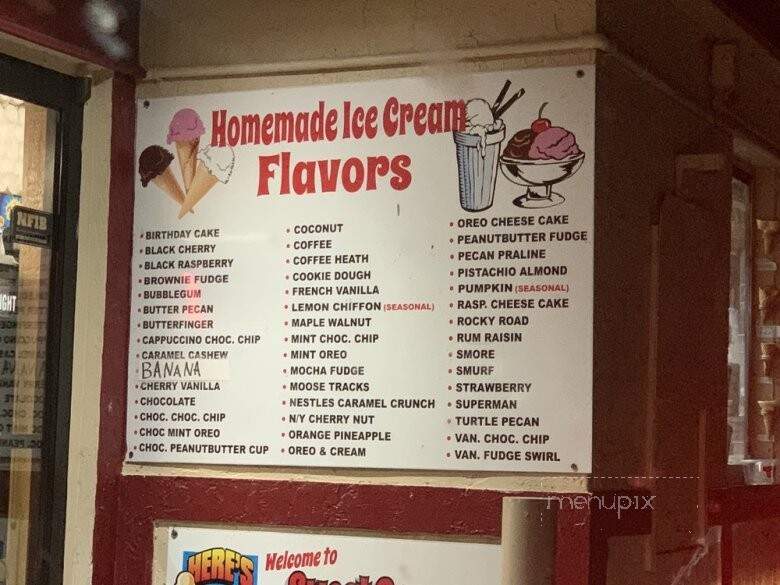 Homemade Ice Cream
Flavors
• BIRTHDAY CAKE
• BLACK CHERRY
• BLACK RASPBERRY
• BROWNIE FUDGE
• BUBBLEGUM
• BUTTER PECAN
• BUTTERFINGER
• CAPPUCCINO CHOC. CHIP
• CARAMEL CASHEW
BANANA
• CHERRY VANILLA
• CHOCOLATE
• CHOC. CHOC. CHIP
• CHOC MINT OREO
• CHOC. PEANUTBUTTER CUP
• COCONUT
• COFFEE
• COFFEE HEATH
• COOKIE DOUGH
• FRENCH VANILLA
• LEMON CHIFFON (SEASONAL)
• MAPLE WALNUT
• MINT CHOC. CHIP
• MINT OREO
• MOCHA FUDGE
• MOOSE TRACKS
• NESTLES CARAMEL CRUNCH
• N/Y CHERRY NUT
• ORANGE PINEAPPLE
• OREO & CREAM
• OREO CHEESE CAKE
• PEANUTBUTTER FUDGE
• PECAN PRALINE
• PISTACHIO ALMOND
• PUMPKIN (SEASONAL)
• RASP. CHEESE CAKE
• ROCKY ROAD
• RUM RAISIN
• SMORE
• SMURF
• STRAWBERRY
• SUPERMAN
• TURTLE PECAN
• VAN. CHOC. CHIP
• VAN. FUDGE SWIRL
NFIB
menupix
HERE'S
Welcome to